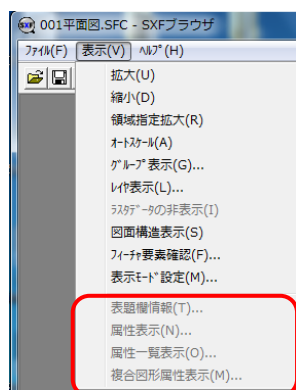 001平面図.SFC - SXFブラウザ
ﾌｧｲﾙ(F) 表示(V) ﾍﾙﾌﾟ(H)
拡大(U)
縮小(D)
領域指定拡大(R)
ｵｰﾄｽｹｰﾙ(A)
ｸﾞﾙｰﾌﾟ表示(G)...
ﾚｲﾔ表示(L)...
ﾗｽﾀﾃﾞｰﾀの非表示(I)
図面構造表示(S)
ﾌｨｰﾁｬ要素確認(F)...
表示ﾓｰﾄﾞ設定(M)...
表題欄情報(T)...
属性表示(N)...
属性一覧表示(O)...
複合図形属性表示(M)...